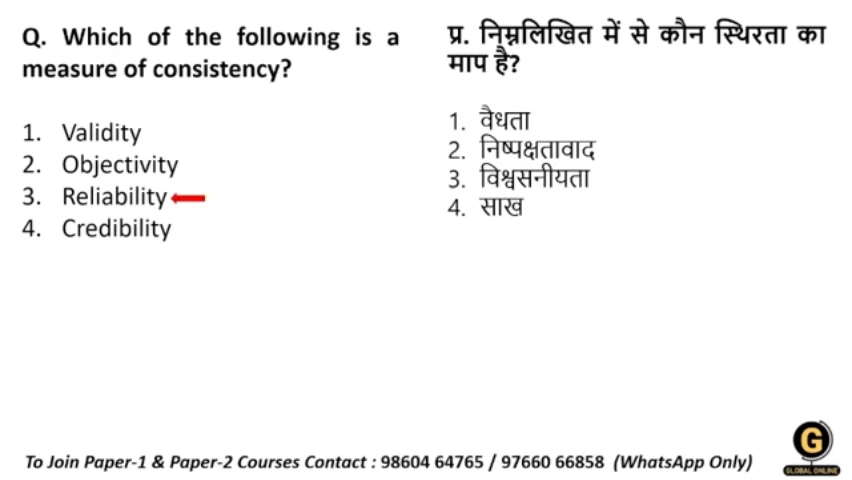 Q. Which of the following is a
measure of consistency?
1. Validity
2. Objectivity
3. Reliability
4. Credibility
प्र. निम्नलिखित में से कौन स्थिरता का
माप है?
1. वैधता
2. निष्पक्षतावाद
3. विश्वसनीयता
4. साख
G
GLOBAL ONLINE
To Join Paper-1 & Paper-2 Courses Contact : 98604 64765 / 97660 66858 (WhatsApp Only)